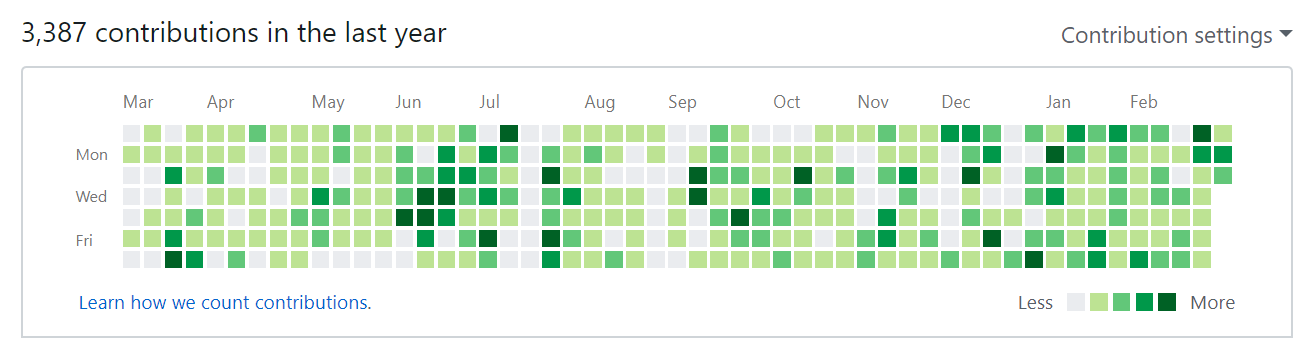 3,387 contributions in the last year
Contribution settings
Mar Apr May Jun Jul Aug Sep Oct Nov Dec Jan Feb
Mon
Wed
Fri
Learn how we count contributions.
Less More